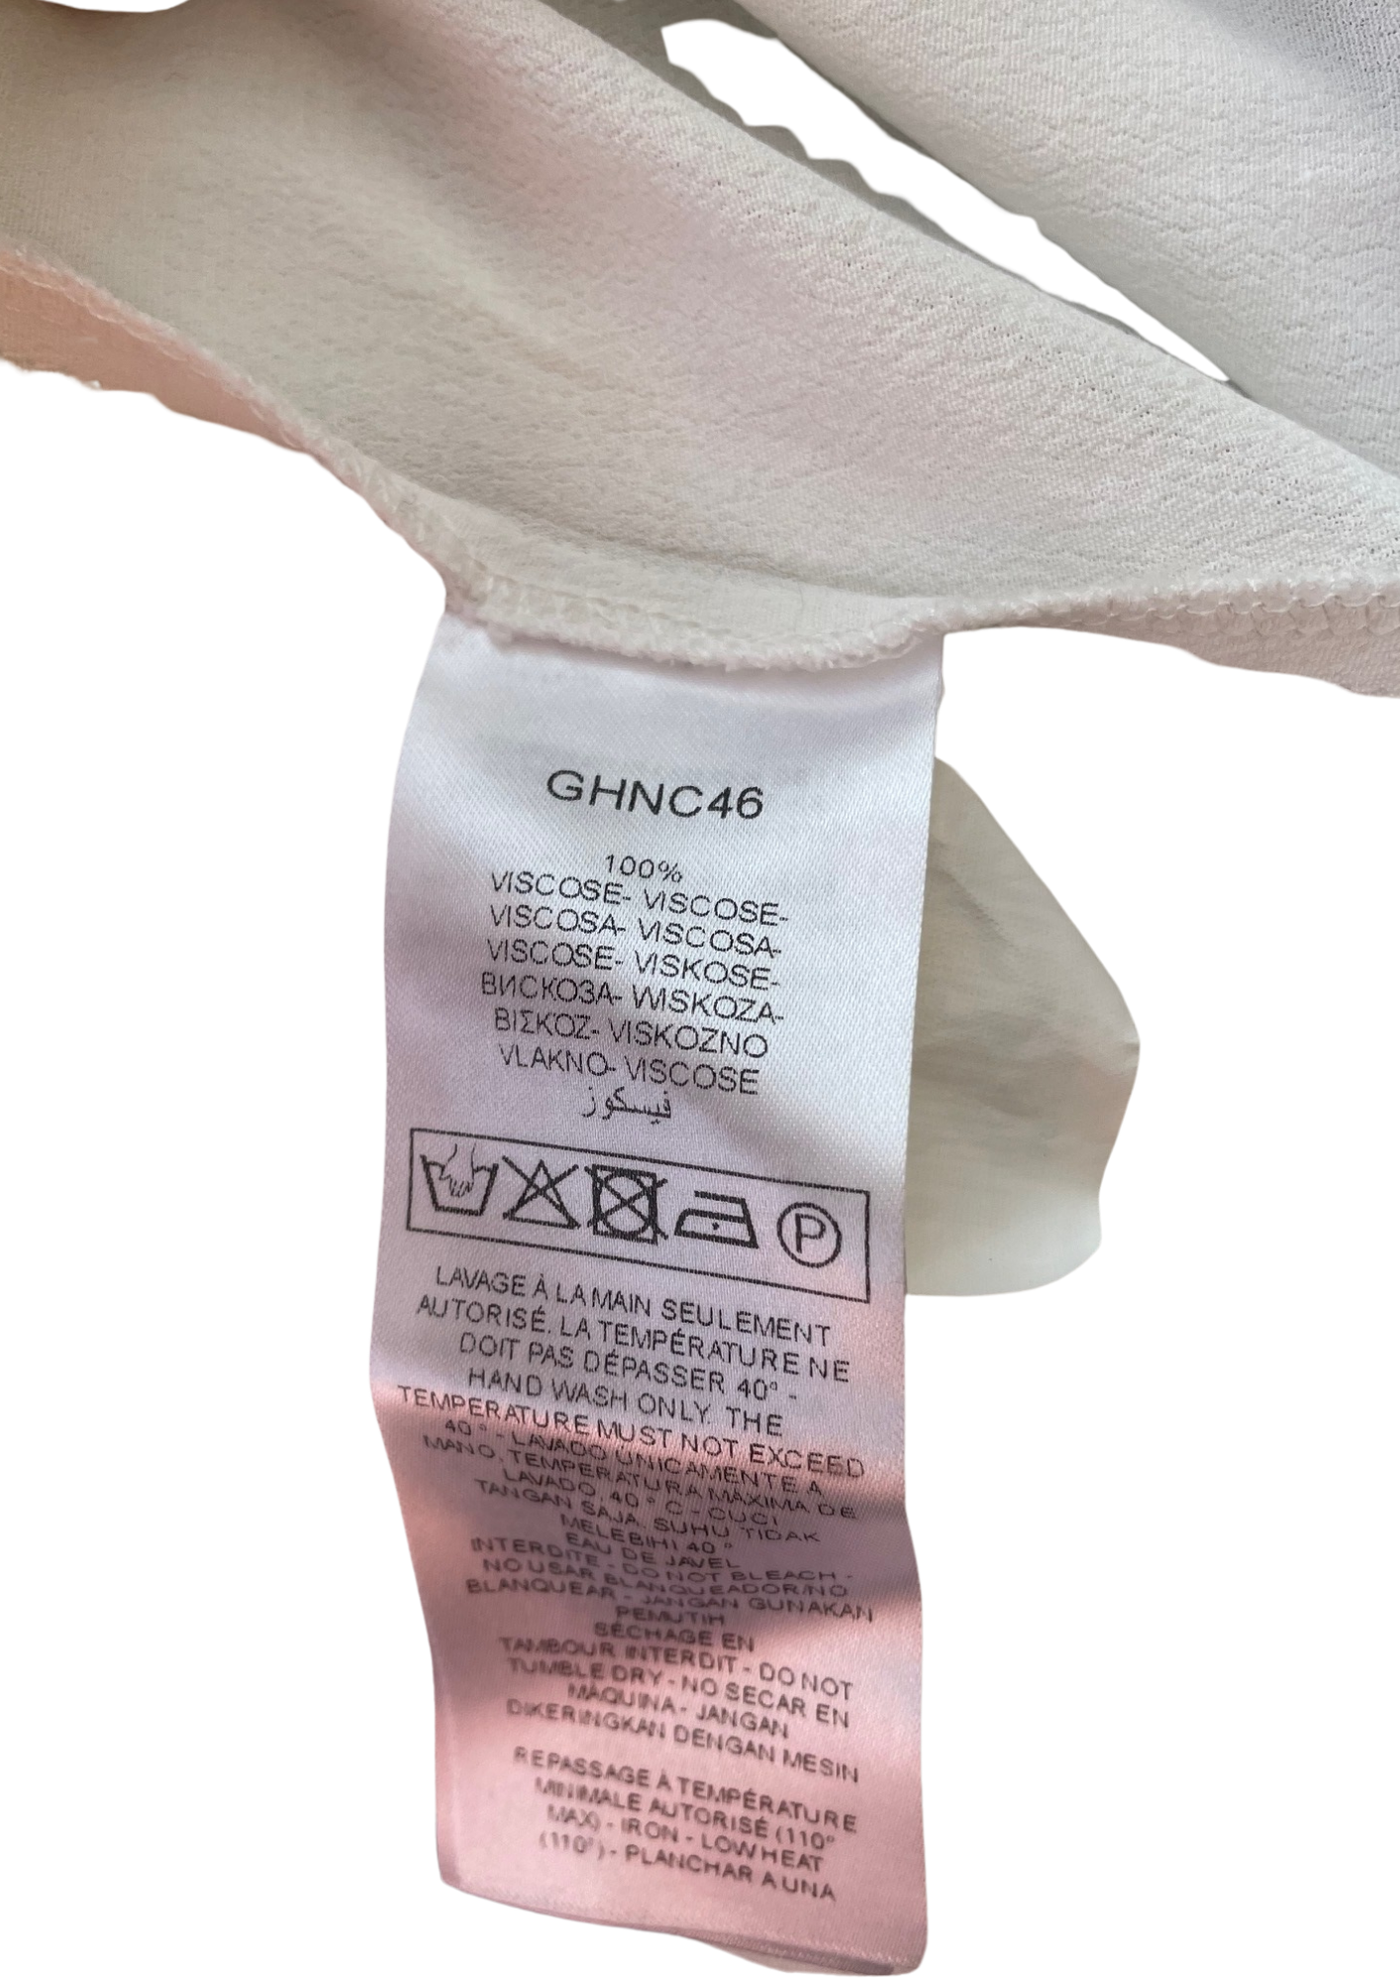 GHNC46
100%
VISCOSE- VISCOSE-
VISCOSA- VISCOSA-
VISCOSE- VISKOSE-
ВИСКОЗА- WISKOZA-
ΒΙΣΚΟΖ- VISKOZNO
VLAKNO- VISCOSE
فيسكوز
P
LAVAGE À LA MAIN SEULEMENT
AUTORISÉ. LA TEMPÉRATURE NE
DOIT PAS DÉPASSER 40° -
HAND WASH ONLY. THE
TEMPERATURE MUST NOT EXCEED
40° - LAVADO ÚNICAMENTE A
MANO. TEMPERATURA MÁXIMA DE
LAVADO, 40° C - CUCI
TANGAN SAJA. SUHU TIDAK
MELEBIHI 40°
EAU DE JAVEL
INTERDITE - DO NOT BLEACH -
NO USAR BLANQUEADOR/NO
BLANQUEAR - JANGAN GUNAKAN
PEMUTIH
SÉCHAGE EN
TAMBOUR INTERDIT - DO NOT
TUMBLE DRY - NO SECAR EN
MÁQUINA - JANGAN
DIKERINGKAN DENGAN MESIN
REPASSAGE À TEMPÉRATURE
MINIMALE AUTORISÉ (110°
MAX) - IRON - LOW HEAT
(110°) - PLANCHAR A UNA